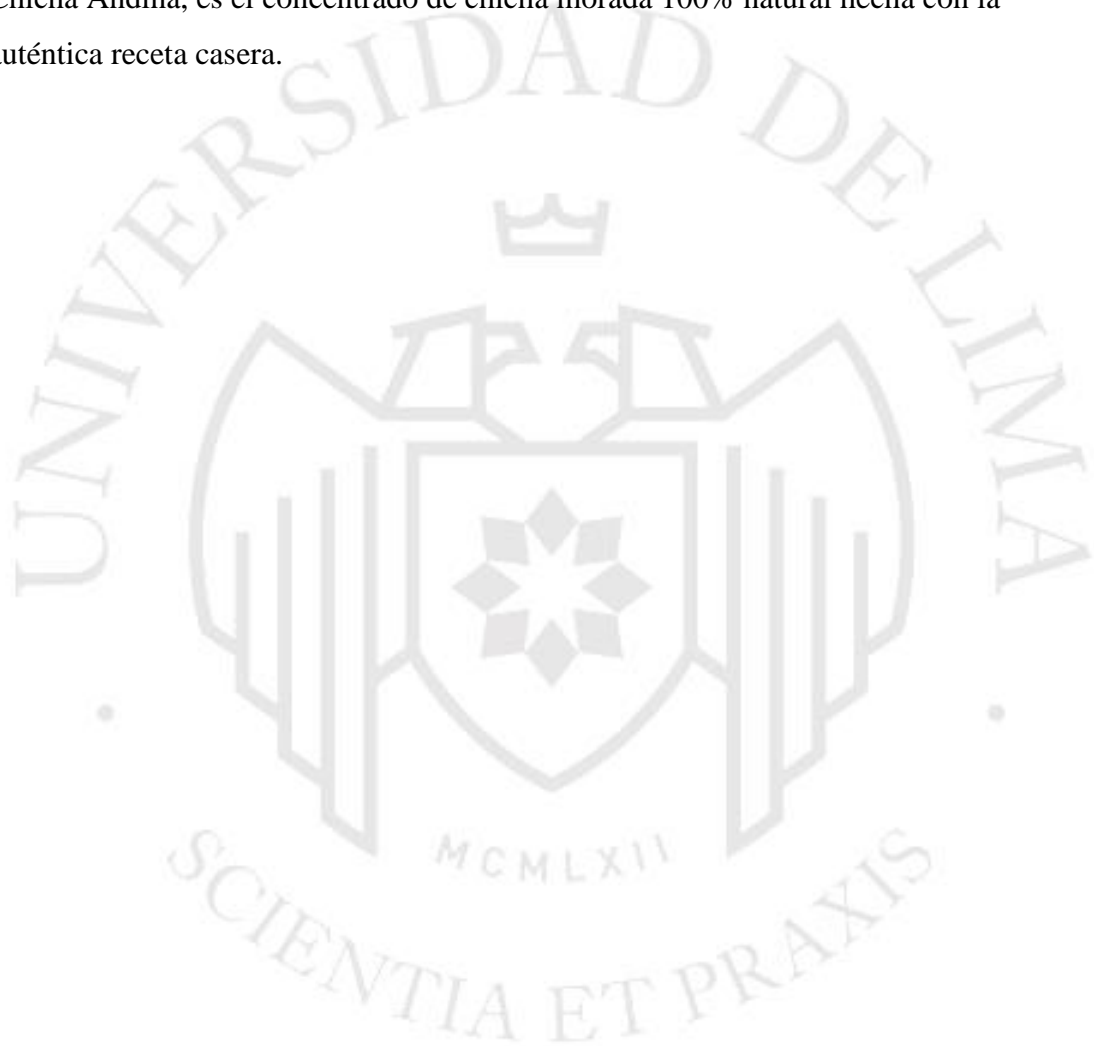 Chicha Andina, es el concentrado de chicha morada 100% natural hecha con la
auténtica receta casera.
UNIVERSIDAD DE LIMA
MCMLXII
SCIENTIA ET PRAXIS